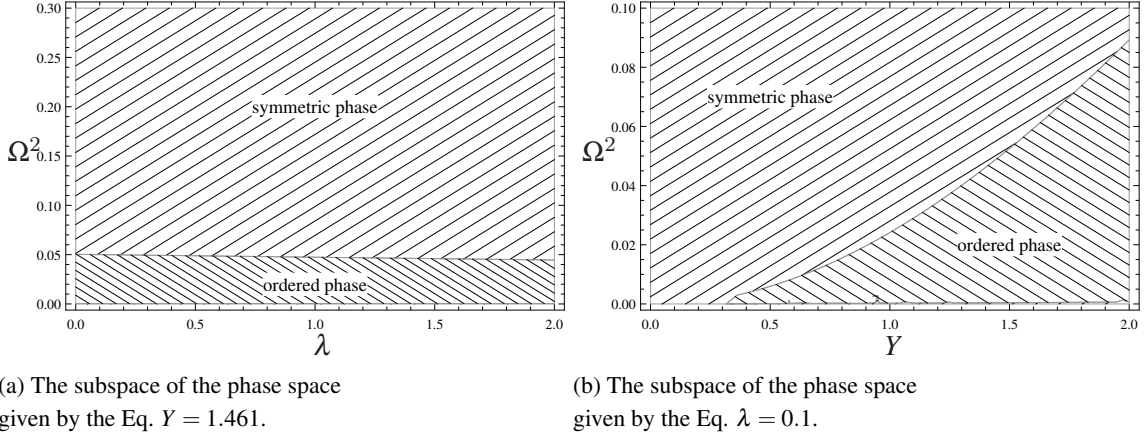 0.30
0.25
0.20
0.15
0.10
0.05
0.00
Ω²
symmetric phase
ordered phase
0.0 0.5 1.0 1.5 2.0
λ
0.10
0.08
0.06
0.04
0.02
0.00
Ω²
symmetric phase
ordered phase
0.0 0.5 1.0 1.5 2.0
Y
(a) The subspace of the phase space
given by the Eq. Y = 1.461.
(b) The subspace of the phase space
given by the Eq. λ = 0.1.